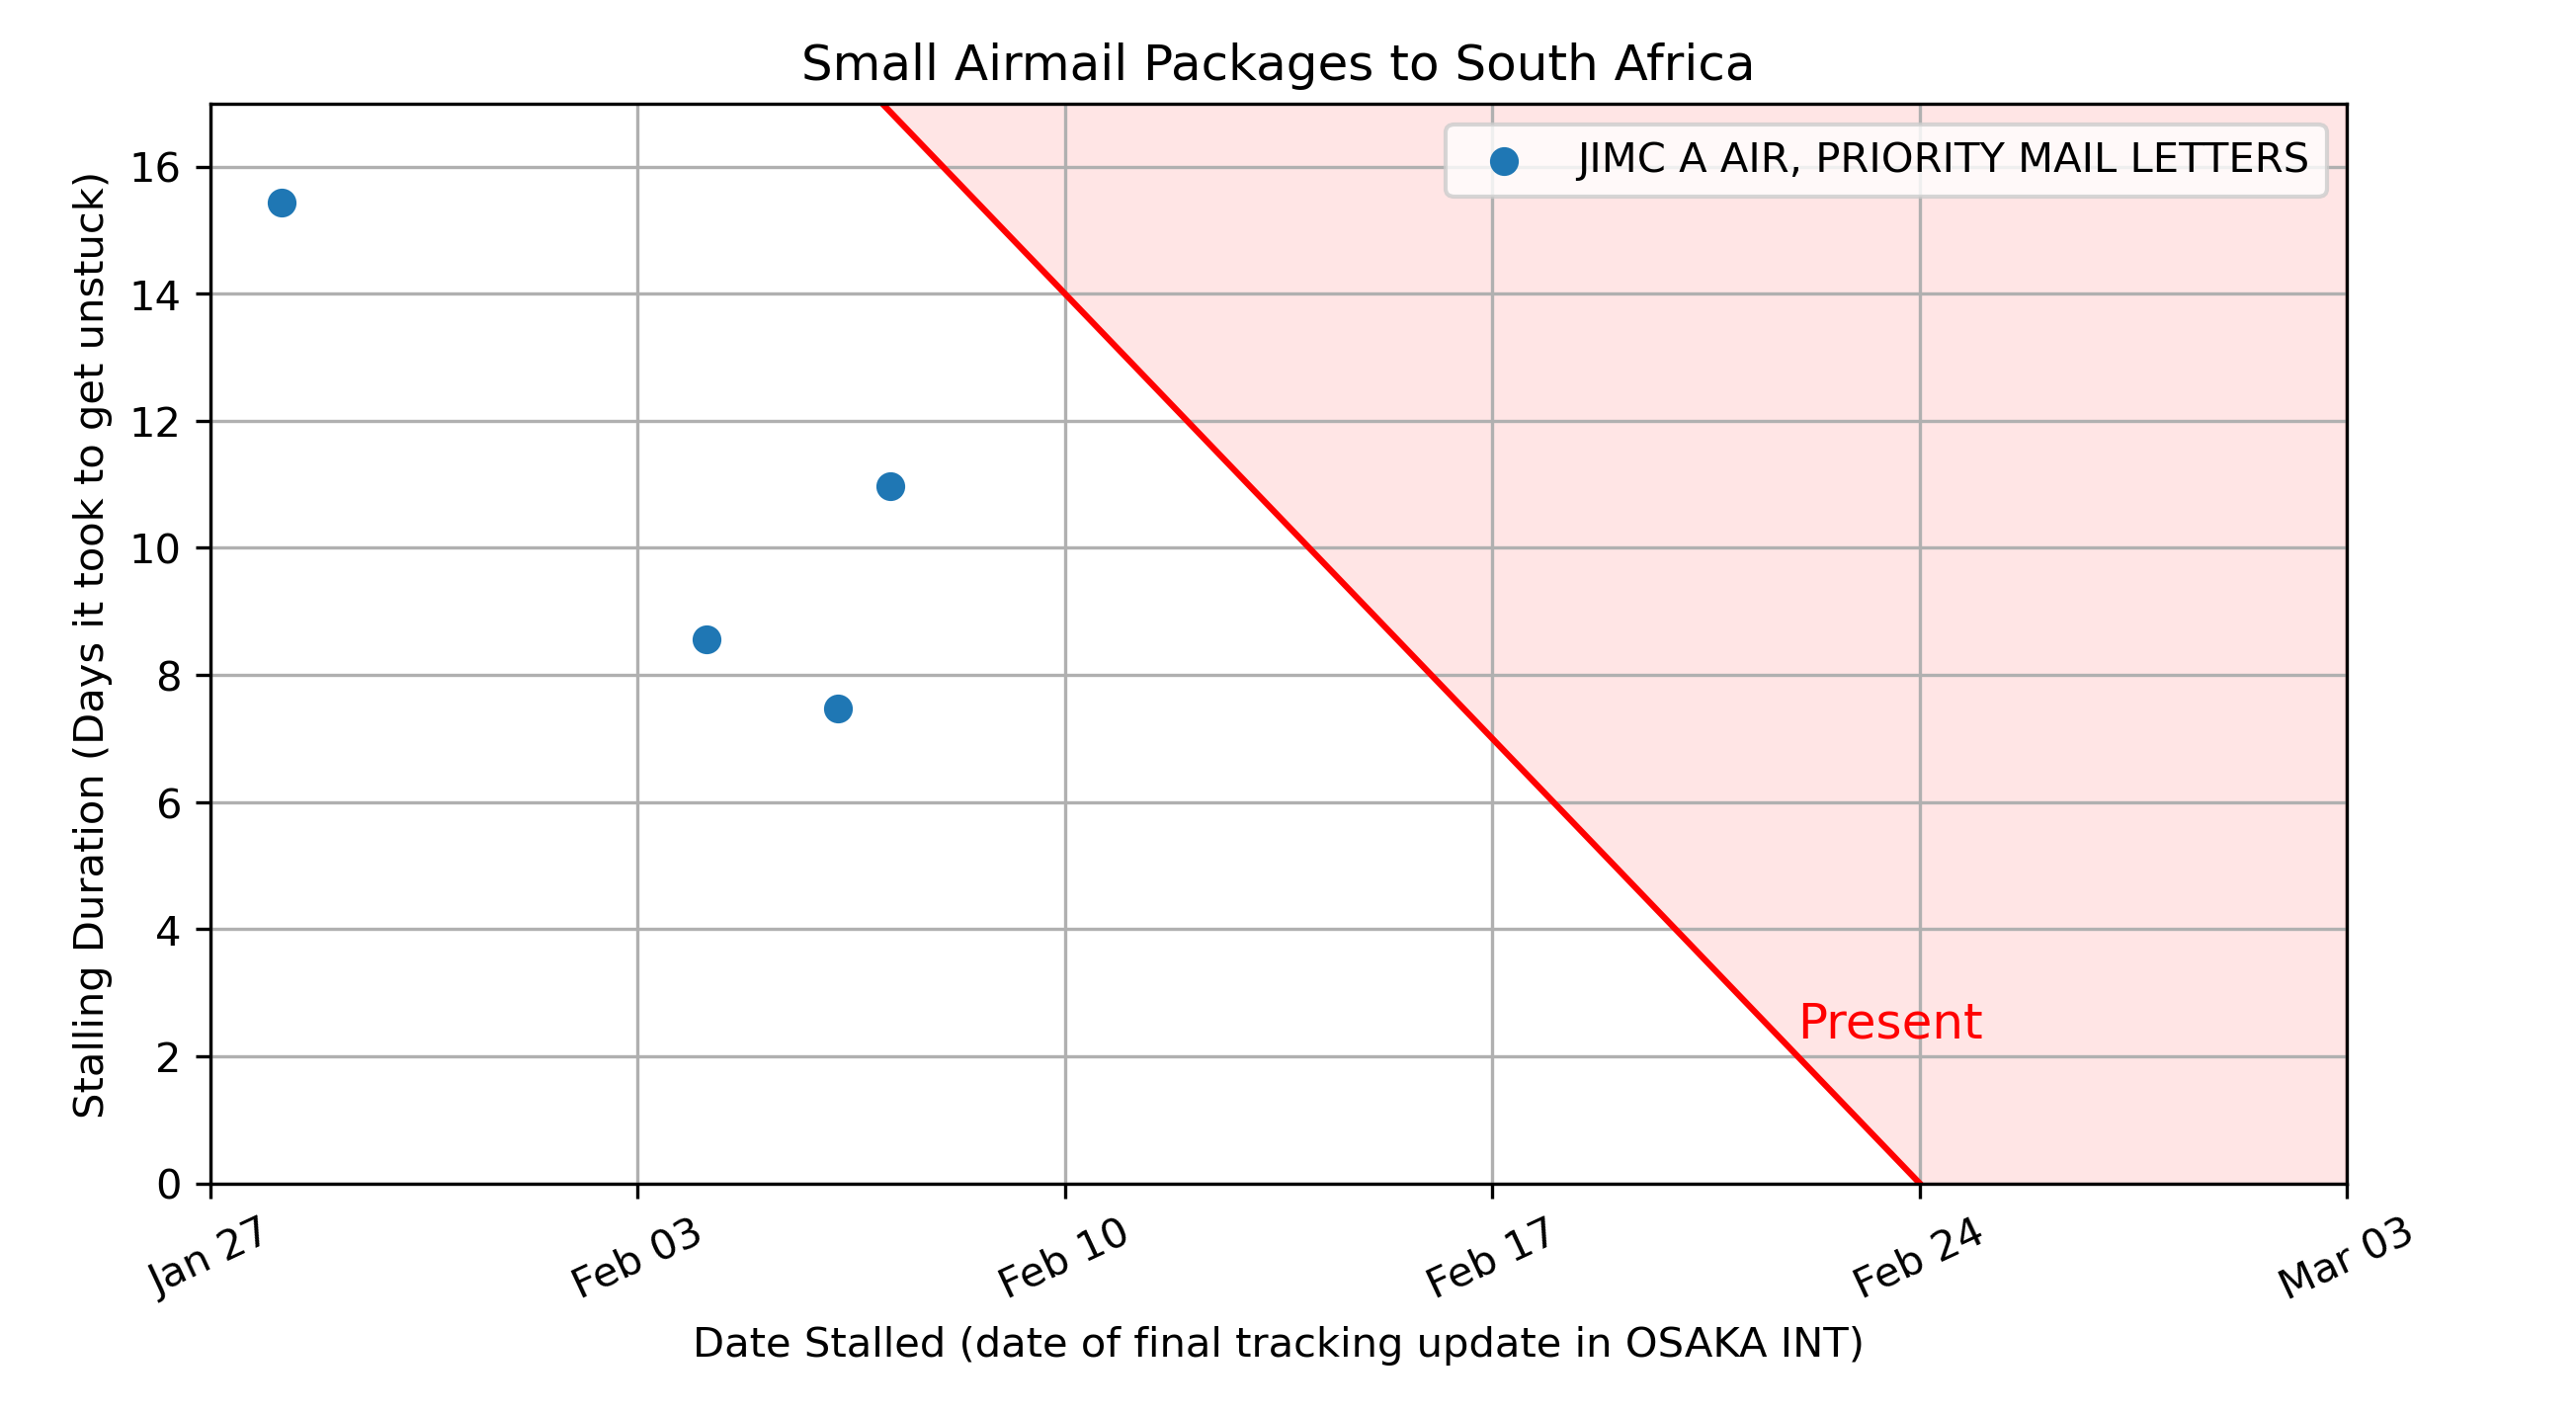 Small Airmail Packages to South Africa
JIMC A AIR, PRIORITY MAIL LETTERS
Stalling Duration (Days it took to get unstuck)
16
14
12
10
8
6
4
2
0
Present
Jan 27
Feb 03
Feb 10
Feb 17
Feb 24
Mar 03
Date Stalled (date of final tracking update in OSAKA INT)